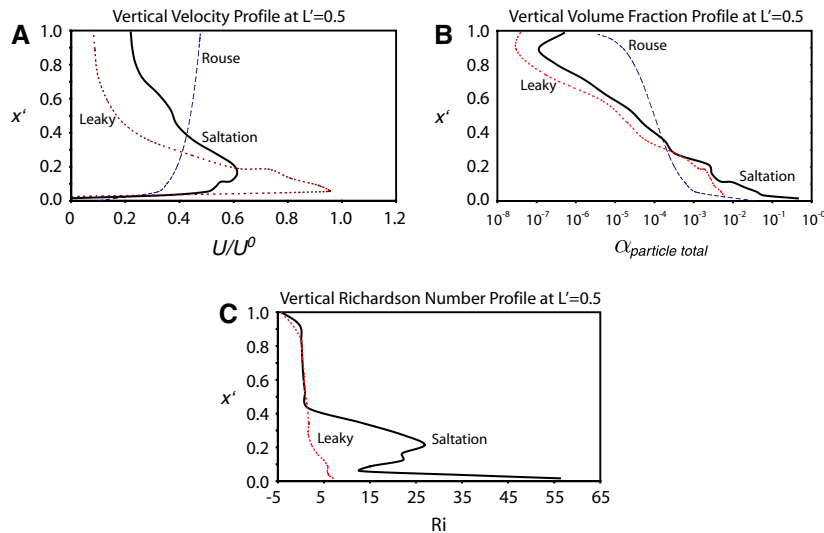 Vertical Velocity Profile at L'=0.5
A
1.0
0.8
0.6
0.4
0.2
0.0
x‘
Rouse
Leaky
Saltation
0 0.2 0.4 0.6 0.8 1.0 1.2
U/U⁰
Vertical Volume Fraction Profile at L'=0.5
B
1.0
0.8
0.6
0.4
0.2
0.0
x‘
Rouse
Leaky
Saltation
10⁻⁸ 10⁻⁷ 10⁻⁶ 10⁻⁵ 10⁻⁴ 10⁻³ 10⁻² 10⁻¹ 10⁰
α particle total
Vertical Richardson Number Profile at L'=0.5
C
1.0
0.8
0.6
0.4
0.2
0.0
x‘
Leaky
Saltation
-5 5 15 25 35 45 55 65
Ri